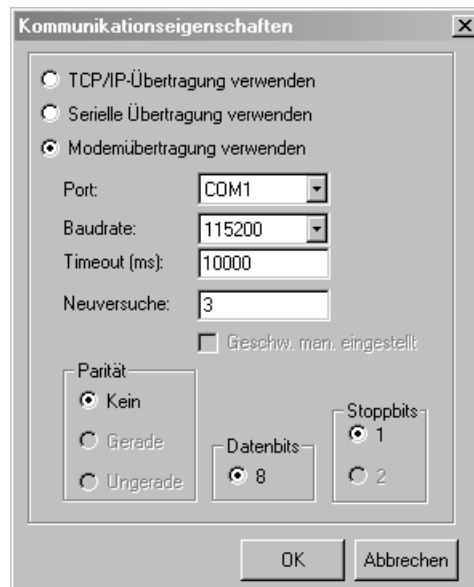 Kommunikationseigenschaften
TCP/IP-Übertragung verwenden
Serielle Übertragung verwenden
Modemübertragung verwenden
Port: COM1
Baudrate: 115200
Timeout (ms): 10000
Neuversuche: 3
Geschw. man. eingestellt
Parität
Kein
Gerade
Ungerade
Datenbits
8
Stoppbits
1
2
OK Abbrechen